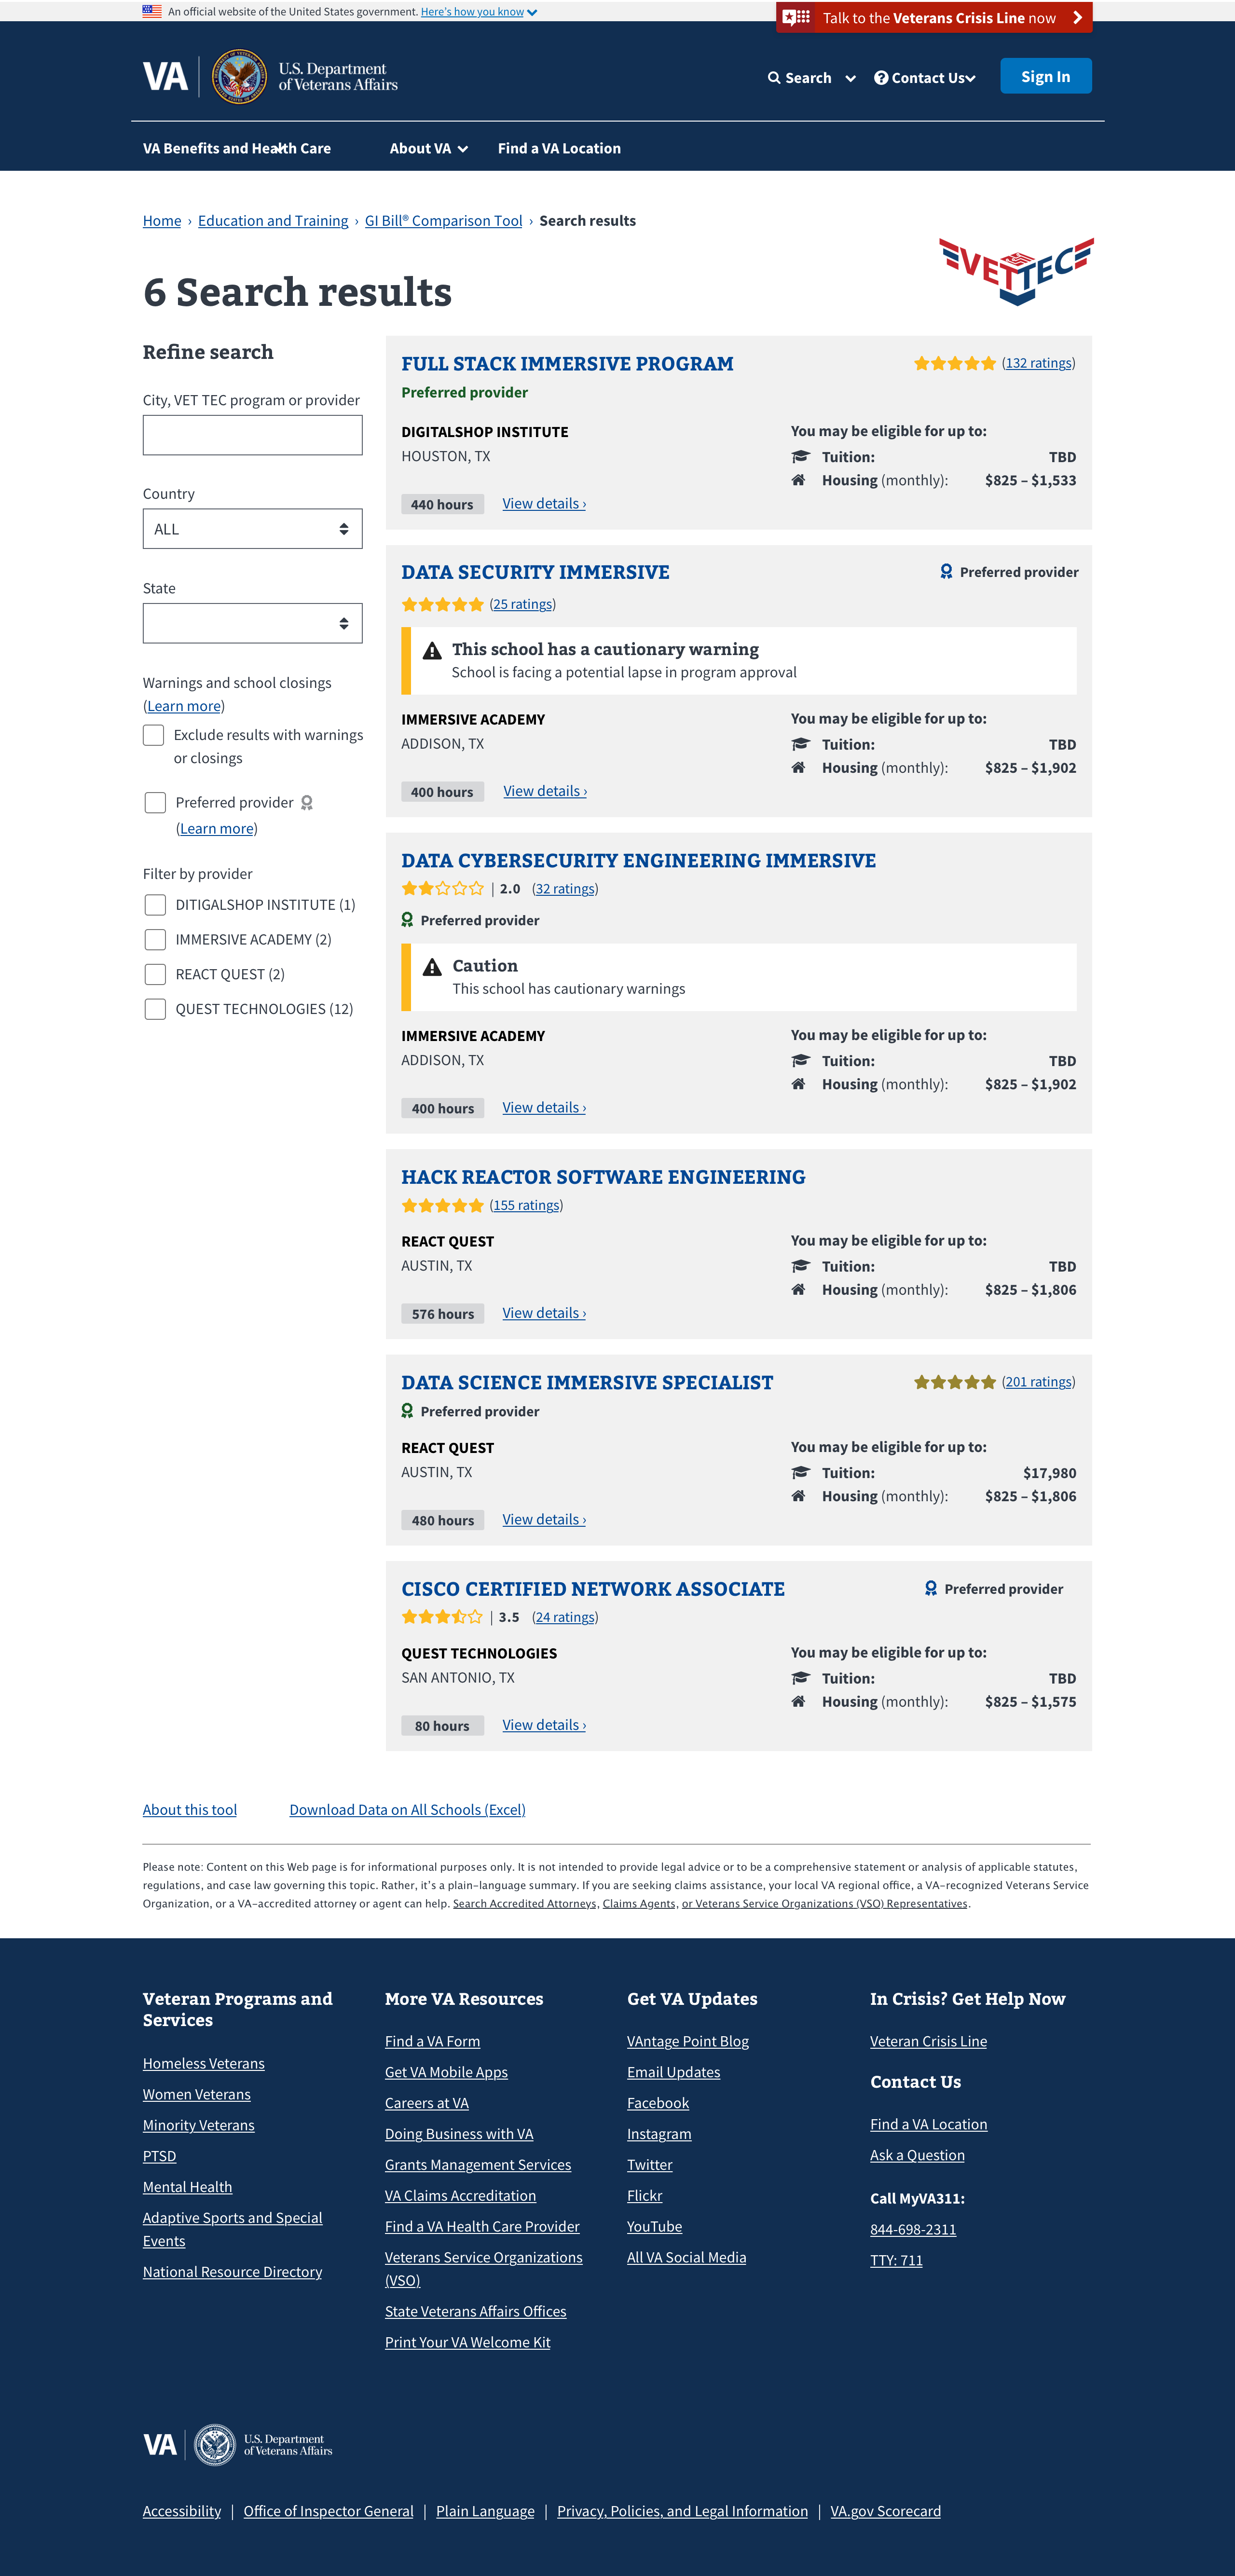 An official website of the United States government. Here's how you know
Talk to the Veterans Crisis Line now
VA
U.S. Department
of Veterans Affairs
Search
Contact Us
Sign In
VA Benefits and Health Care
About VA
Find a VA Location
Home › Education and Training › GI Bill® Comparison Tool › Search results
VET TEC
6 Search results
Refine search
City, VET TEC program or provider
Country
ALL
State
Warnings and school closings
(Learn more)
Exclude results with warnings
or closings
Preferred provider
(Learn more)
Filter by provider
DITIGALSHOP INSTITUTE (1)
IMMERSIVE ACADEMY (2)
REACT QUEST (2)
QUEST TECHNOLOGIES (12)
FULL STACK IMMERSIVE PROGRAM
(132 ratings)
Preferred provider
DIGITALSHOP INSTITUTE
HOUSTON, TX
You may be eligible for up to:
Tuition: TBD
Housing (monthly): $825 – $1,533
440 hours
View details ›
DATA SECURITY IMMERSIVE
Preferred provider
(25 ratings)
This school has a cautionary warning
School is facing a potential lapse in program approval
IMMERSIVE ACADEMY
ADDISON, TX
You may be eligible for up to:
Tuition: TBD
Housing (monthly): $825 – $1,902
400 hours
View details ›
DATA CYBERSECURITY ENGINEERING IMMERSIVE
| 2.0 (32 ratings)
Preferred provider
Caution
This school has cautionary warnings
IMMERSIVE ACADEMY
ADDISON, TX
You may be eligible for up to:
Tuition: TBD
Housing (monthly): $825 – $1,902
400 hours
View details ›
HACK REACTOR SOFTWARE ENGINEERING
(155 ratings)
REACT QUEST
AUSTIN, TX
You may be eligible for up to:
Tuition: TBD
Housing (monthly): $825 – $1,806
576 hours
View details ›
DATA SCIENCE IMMERSIVE SPECIALIST
(201 ratings)
Preferred provider
REACT QUEST
AUSTIN, TX
You may be eligible for up to:
Tuition: $17,980
Housing (monthly): $825 – $1,806
480 hours
View details ›
CISCO CERTIFIED NETWORK ASSOCIATE
Preferred provider
| 3.5 (24 ratings)
QUEST TECHNOLOGIES
SAN ANTONIO, TX
You may be eligible for up to:
Tuition: TBD
Housing (monthly): $825 – $1,575
80 hours
View details ›
About this tool
Download Data on All Schools (Excel)
Please note: Content on this Web page is for informational purposes only. It is not intended to provide legal advice or to be a comprehensive statement or analysis of applicable statutes,
regulations, and case law governing this topic. Rather, it's a plain-language summary. If you are seeking claims assistance, your local VA regional office, a VA-recognized Veterans Service
Organization, or a VA-accredited attorney or agent can help. Search Accredited Attorneys, Claims Agents, or Veterans Service Organizations (VSO) Representatives.
Veteran Programs and
Services
Homeless Veterans
Women Veterans
Minority Veterans
PTSD
Mental Health
Adaptive Sports and Special
Events
National Resource Directory
More VA Resources
Find a VA Form
Get VA Mobile Apps
Careers at VA
Doing Business with VA
Grants Management Services
VA Claims Accreditation
Find a VA Health Care Provider
Veterans Service Organizations
(VSO)
State Veterans Affairs Offices
Print Your VA Welcome Kit
Get VA Updates
VAntage Point Blog
Email Updates
Facebook
Instagram
Twitter
Flickr
YouTube
All VA Social Media
In Crisis? Get Help Now
Veteran Crisis Line
Contact Us
Find a VA Location
Ask a Question
Call MyVA311:
844-698-2311
TTY: 711
VA
U.S. Department
of Veterans Affairs
Accessibility | Office of Inspector General | Plain Language | Privacy, Policies, and Legal Information | VA.gov Scorecard